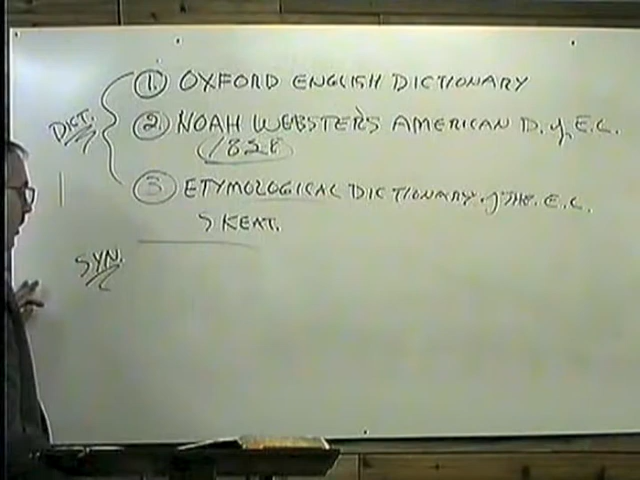 DICT.
① OXFORD ENGLISH DICTIONARY
② NOAH WEBSTER'S AMERICAN D. of E.L.
1828
③ ETYMOLOGICAL DICTIONARY of THE E.L.
SKEAT.
SYN.